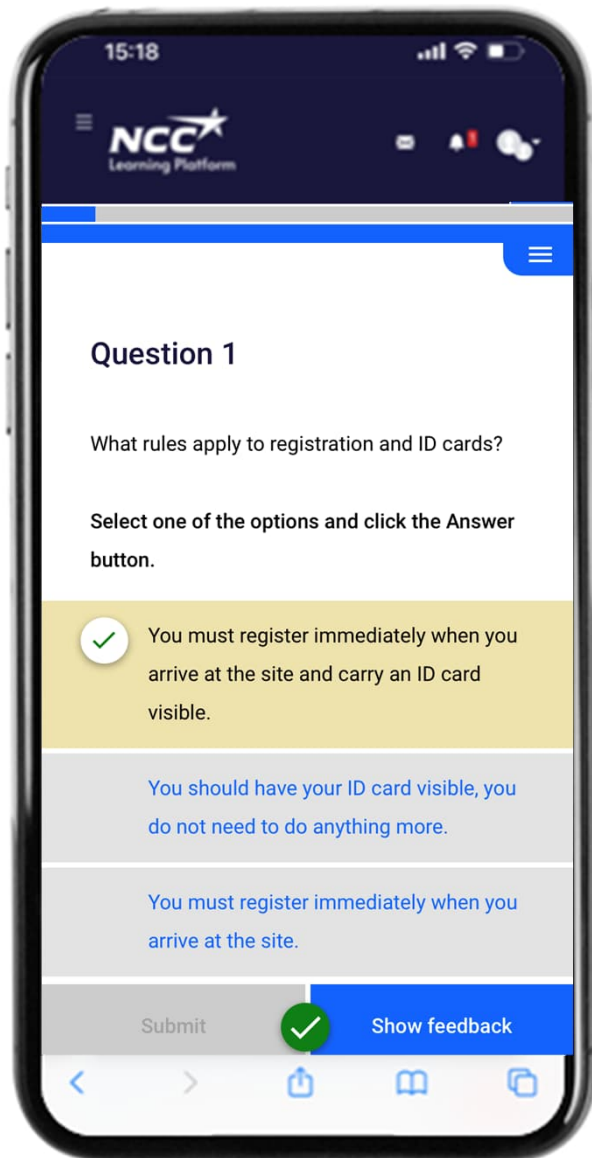 15:18
NCC
Learning Platform
Question 1
What rules apply to registration and ID cards?
Select one of the options and click the Answer
button.
You must register immediately when you
arrive at the site and carry an ID card
visible.
You should have your ID card visible, you
do not need to do anything more.
You must register immediately when you
arrive at the site.
Submit
Show feedback